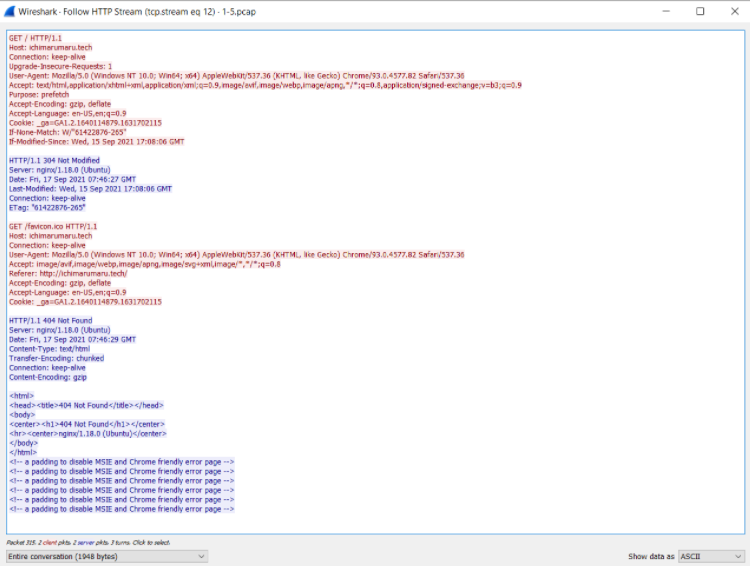 Wireshark · Follow HTTP Stream (tcp.stream eq 12) · 1-5.pcap
GET / HTTP/1.1
Host: ichimarumaru.tech
Connection: keep-alive
Upgrade-Insecure-Requests: 1
User-Agent: Mozilla/5.0 (Windows NT 10.0; Win64; x64) AppleWebKit/537.36 (KHTML, like Gecko) Chrome/93.0.4577.82 Safari/537.36
Accept: text/html,application/xhtml+xml,application/xml;q=0.9,image/avif,image/webp,image/apng,*/*;q=0.8,application/signed-exchange;v=b3;q=0.9
Purpose: prefetch
Accept-Encoding: gzip, deflate
Accept-Language: en-US,en;q=0.9
Cookie: _ga=GA1.2.1640114879.1631702115
If-None-Match: W/"61422876-265"
If-Modified-Since: Wed, 15 Sep 2021 17:08:06 GMT
HTTP/1.1 304 Not Modified
Server: nginx/1.18.0 (Ubuntu)
Date: Fri, 17 Sep 2021 07:46:27 GMT
Last-Modified: Wed, 15 Sep 2021 17:08:06 GMT
Connection: keep-alive
ETag: "61422876-265"
GET /favicon.ico HTTP/1.1
Host: ichimarumaru.tech
Connection: keep-alive
User-Agent: Mozilla/5.0 (Windows NT 10.0; Win64; x64) AppleWebKit/537.36 (KHTML, like Gecko) Chrome/93.0.4577.82 Safari/537.36
Accept: image/avif,image/webp,image/apng,image/svg+xml,image/*,*/*;q=0.8
Referer: http://ichimarumaru.tech/
Accept-Encoding: gzip, deflate
Accept-Language: en-US,en;q=0.9
Cookie: _ga=GA1.2.1640114879.1631702115
HTTP/1.1 404 Not Found
Server: nginx/1.18.0 (Ubuntu)
Date: Fri, 17 Sep 2021 07:46:29 GMT
Content-Type: text/html
Transfer-Encoding: chunked
Connection: keep-alive
Content-Encoding: gzip
<html>
<head><title>404 Not Found</title></head>
<body>
<center><h1>404 Not Found</h1></center>
<hr><center>nginx/1.18.0 (Ubuntu)</center>
</body>
</html>
<!-- a padding to disable MSIE and Chrome friendly error page -->
<!-- a padding to disable MSIE and Chrome friendly error page -->
<!-- a padding to disable MSIE and Chrome friendly error page -->
<!-- a padding to disable MSIE and Chrome friendly error page -->
<!-- a padding to disable MSIE and Chrome friendly error page -->
<!-- a padding to disable MSIE and Chrome friendly error page -->
Packet 315. 2 client pkts, 2 server pkts, 3 turns. Click to select.
Entire conversation (1948 bytes)
Show data as ASCII